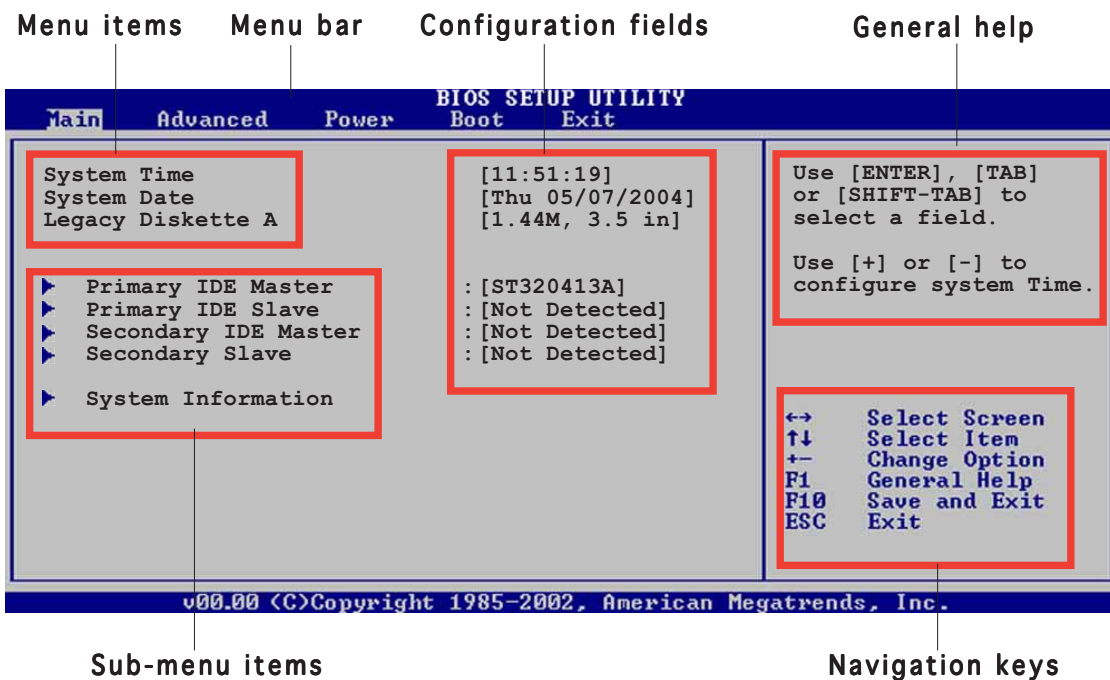 Menu items Menu bar Configuration fields General help
BIOS SETUP UTILITY
Main Advanced Power Boot Exit
System Time [11:51:19]
System Date [Thu 05/07/2004]
Legacy Diskette A [1.44M, 3.5 in]
Primary IDE Master :[ST320413A]
Primary IDE Slave :[Not Detected]
Secondary IDE Master :[Not Detected]
Secondary Slave :[Not Detected]
System Information
Use [ENTER], [TAB]
or [SHIFT-TAB] to
select a field.
Use [+] or [-] to
configure system Time.
←→ Select Screen
↑↓ Select Item
+- Change Option
F1 General Help
F10 Save and Exit
ESC Exit
v00.00 (C)Copyright 1985-2002, American Megatrends, Inc.
Sub-menu items Navigation keys